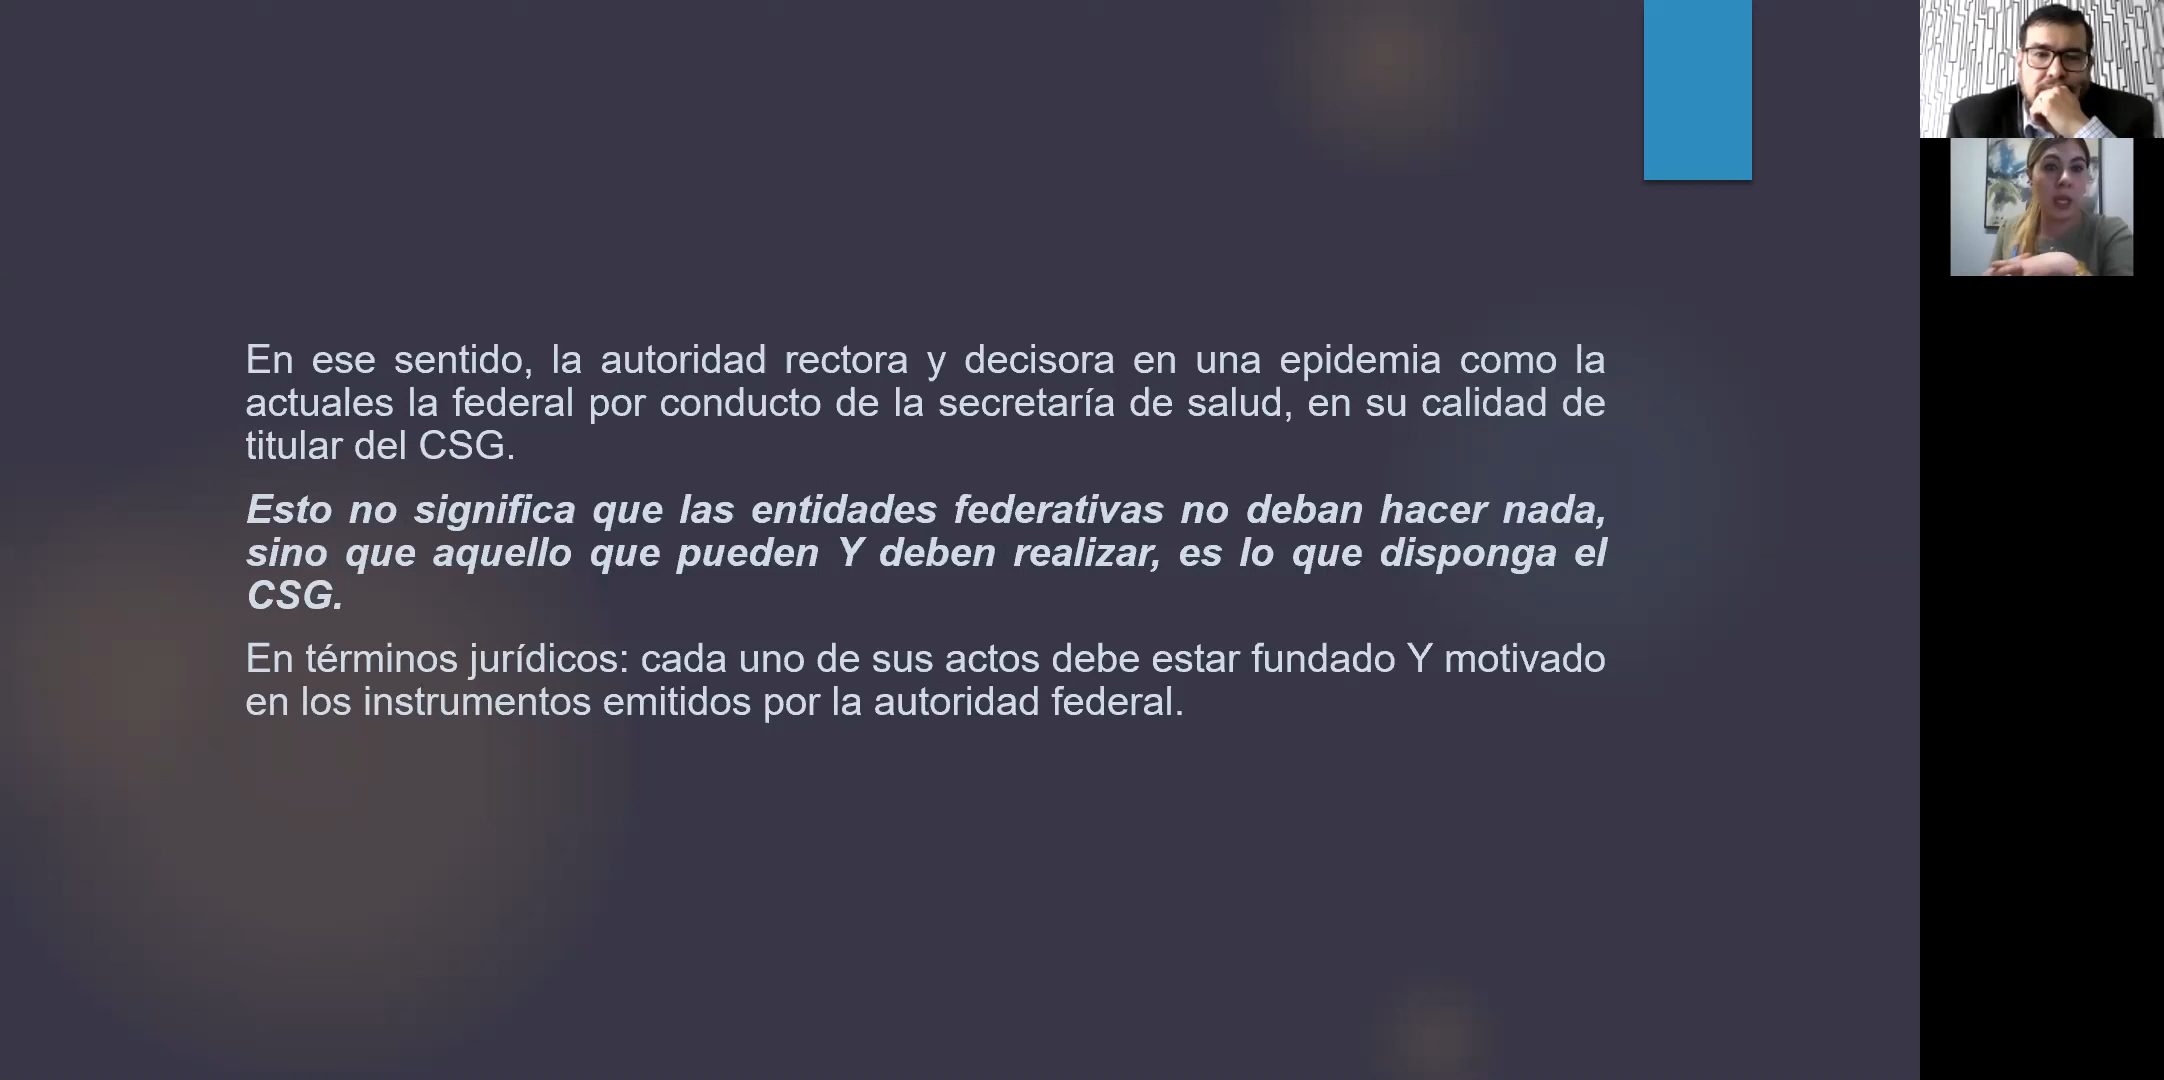 En ese sentido, la autoridad rectora y decisora en una epidemia como la
actuales la federal por conducto de la secretaría de salud, en su calidad de
titular del CSG.
Esto no significa que las entidades federativas no deban hacer nada,
sino que aquello que pueden Y deben realizar, es lo que disponga el
CSG.
En términos jurídicos: cada uno de sus actos debe estar fundado Y motivado
en los instrumentos emitidos por la autoridad federal.